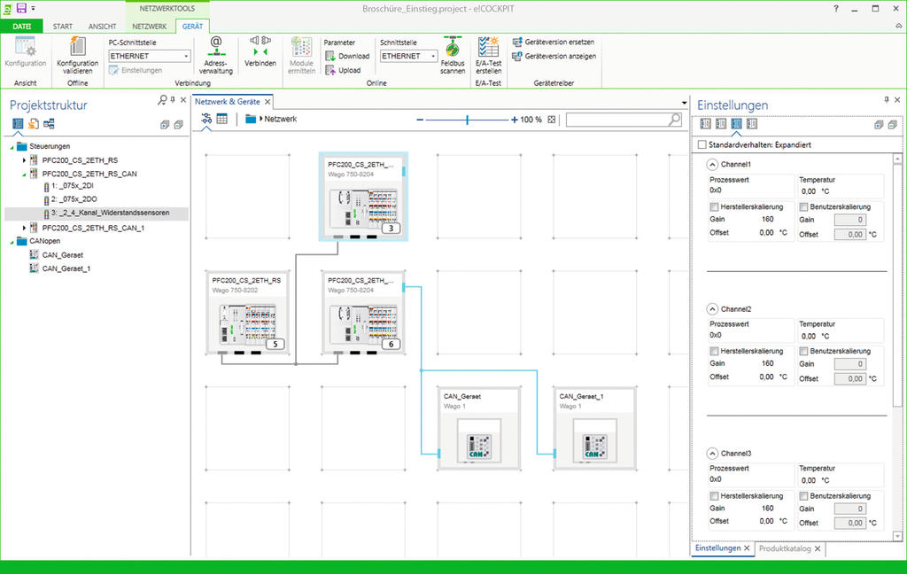 NETZWERKTOOLS
Broschüre_Einstieg.project - e!COCKPIT
DATEI START ANSICHT NETZWERK GERÄT
Konfiguration
Ansicht
Konfiguration validieren
Offline
PC-Schnittstelle
ETHERNET
Einstellungen
Adress-verwaltung
Verbinden
Verbindung
Module ermitteln
Parameter
Download
Upload
Schnittstelle
ETHERNET
Feldbus scannen
Online
E/A-Test erstellen
E/A-Test
Geräteversion ersetzen
Geräteversion anzeigen
Gerätetreiber
Projektstruktur
Steuerungen
PFC200_CS_2ETH_RS
PFC200_CS_2ETH_RS_CAN
1: _075x_2DI
2: _075x_2DO
3: _2_4_Kanal_Widerstandssensoren
PFC200_CS_2ETH_RS_CAN_1
CANopen
CAN_Geraet
CAN_Geraet_1
Netzwerk & Geräte
Netzwerk
100 %
PFC200_CS_2ETH_...
Wago 750-8204
3
PFC200_CS_2ETH_RS
Wago 750-8202
5
PFC200_CS_2ETH_...
Wago 750-8204
6
CAN_Geraet
Wago 1
CAN
CAN_Geraet_1
Wago 1
CAN
Einstellungen
Standardverhalten: Expandiert
Channel1
Prozesswert Temperatur
0x0 0,00 °C
Herstellerskalierung Benutzerskalierung
Gain 160 Gain 0
Offset 0,00 °C Offset 0,00 °C
Channel2
Prozesswert Temperatur
0x0 0,00 °C
Herstellerskalierung Benutzerskalierung
Gain 160 Gain 0
Offset 0,00 °C Offset 0,00 °C
Channel3
Prozesswert Temperatur
0x0 0,00 °C
Herstellerskalierung Benutzerskalierung
Gain 160 Gain 0
Offset 0,00 °C Offset 0,00 °C
Einstellungen Produktkatalog